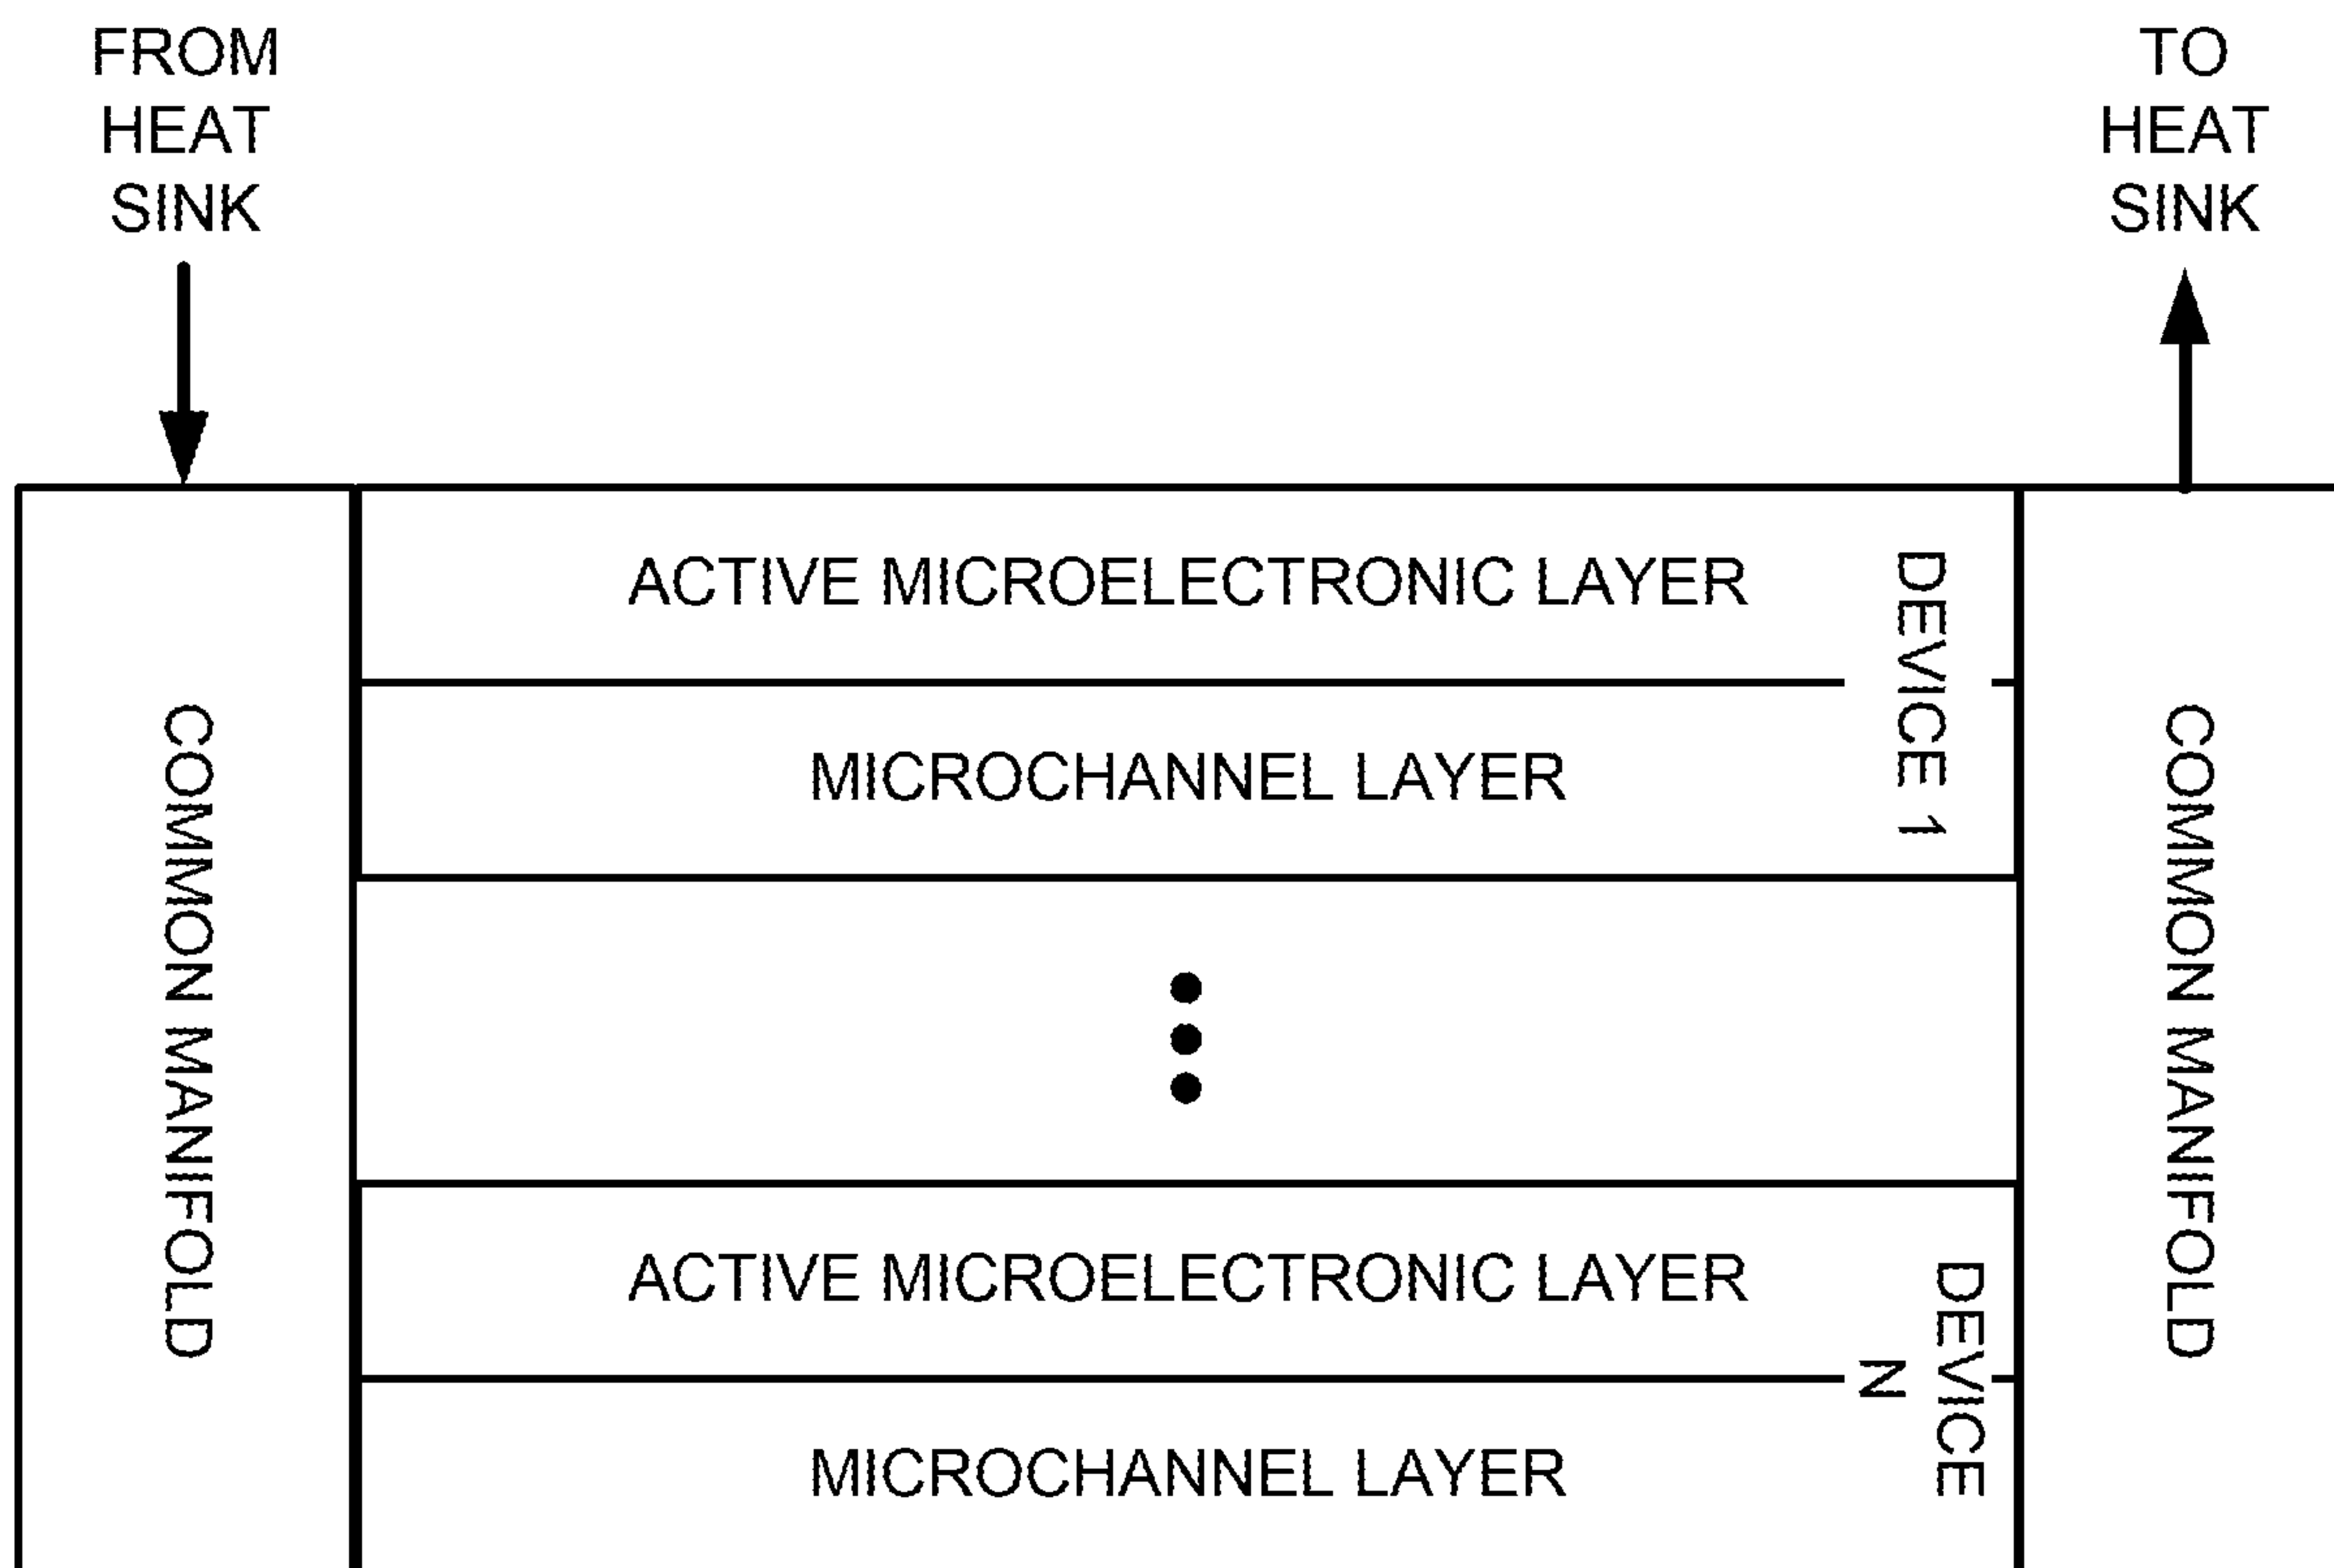 FROM
HEAT
SINK
TO
HEAT
SINK
COMMON MANIFOLD
ACTIVE MICROELECTRONIC LAYER
MICROCHANNEL LAYER
DEVICE 1
ACTIVE MICROELECTRONIC LAYER
MICROCHANNEL LAYER
DEVICE
N
COMMON MANIFOLD